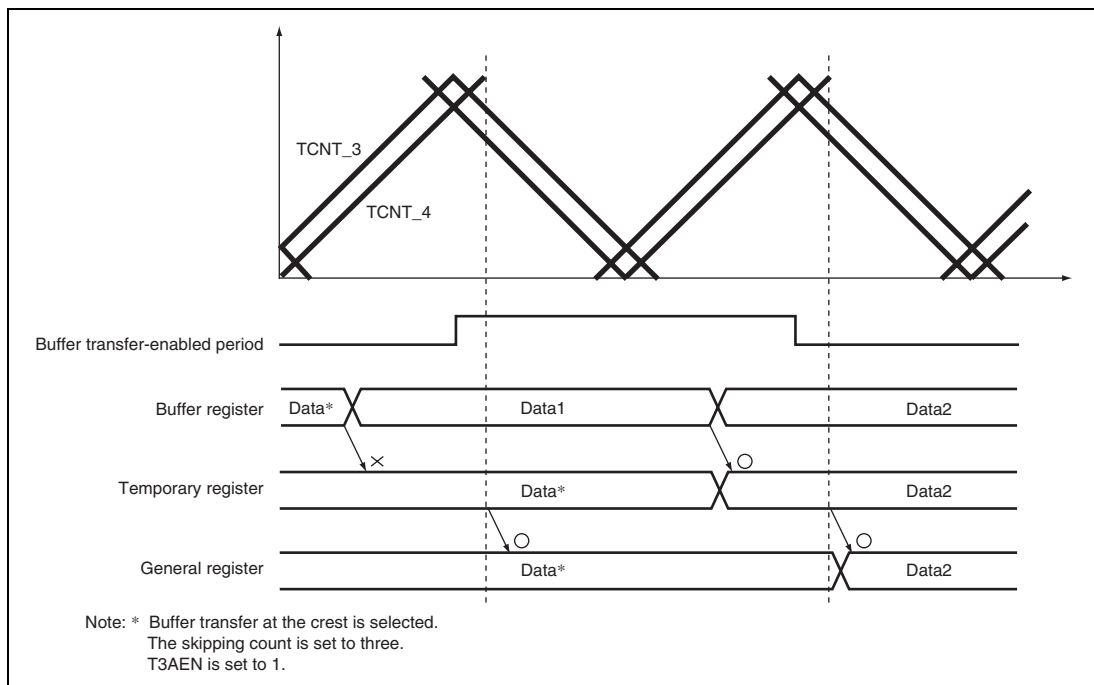 TCNT_3
TCNT_4
Buffer transfer-enabled period
Buffer register
Data*
Data1
Data2
Temporary register
Data*
Data2
General register
Data*
Data2
Note: * Buffer transfer at the crest is selected.
The skipping count is set to three.
T3AEN is set to 1.